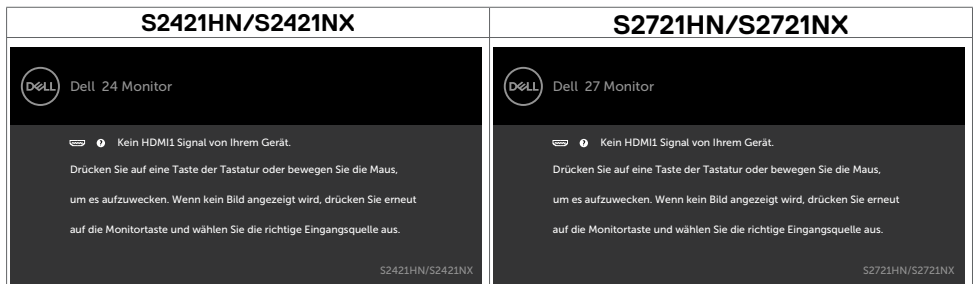 S2421HN/S2421NX
DELL Dell 24 Monitor
Kein HDMI1 Signal von Ihrem Gerät.
Drücken Sie auf eine Taste der Tastatur oder bewegen Sie die Maus,
um es aufzuwecken. Wenn kein Bild angezeigt wird, drücken Sie erneut
auf die Monitortaste und wählen Sie die richtige Eingangsquelle aus.
S2421HN/S2421NX
S2721HN/S2721NX
DELL Dell 27 Monitor
Kein HDMI1 Signal von Ihrem Gerät.
Drücken Sie auf eine Taste der Tastatur oder bewegen Sie die Maus,
um es aufzuwecken. Wenn kein Bild angezeigt wird, drücken Sie erneut
auf die Monitortaste und wählen Sie die richtige Eingangsquelle aus.
S2721HN/S2721NX